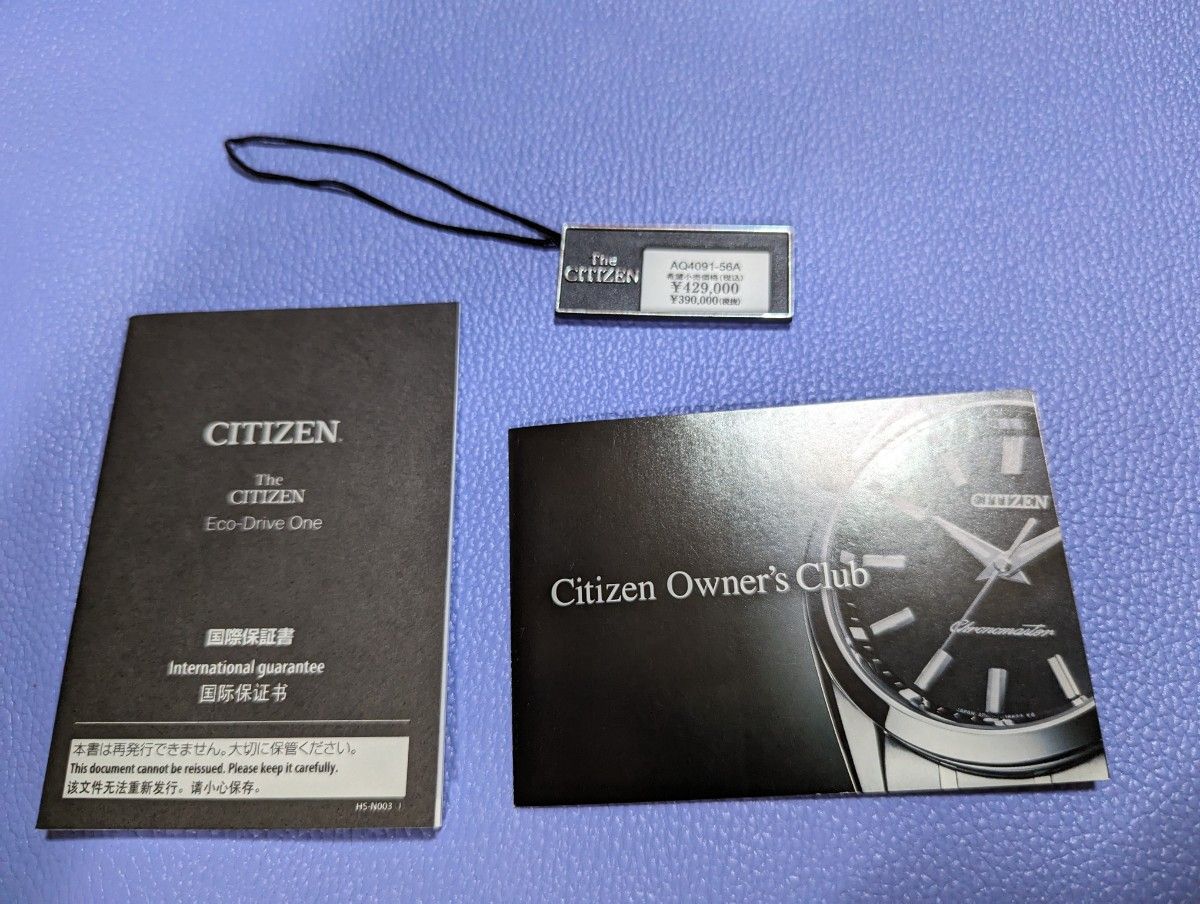 The
CITIZEN
AQ4091-56A
希望小売価格(税込)
¥429,000
¥390,000(税抜)
CITIZEN
The
CITIZEN
Eco-Drive One
国際保証書
International guarantee
国际保证书
本書は再発行できません。大切に保管ください。
This document cannot be reissued. Please keep it carefully.
该文件无法重新发行。请小心保存。
HS-N003
Citizen Owner's Club
CITIZEN
Chronomaster
JAPAN